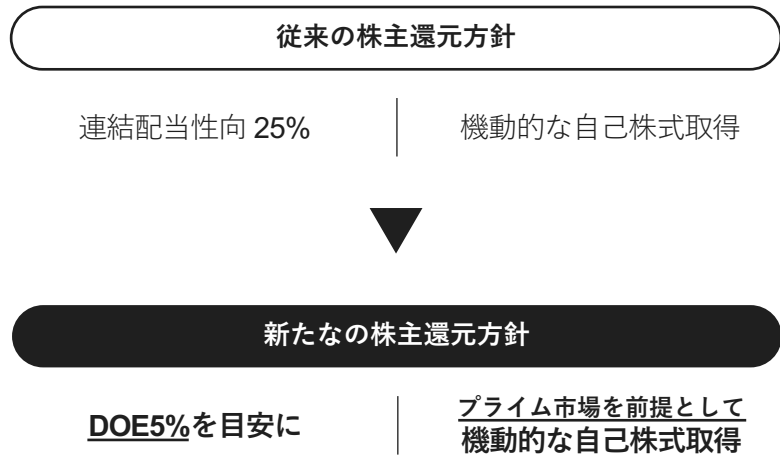 従来の株主還元方針
連結配当性向 25%
機動的な自己株式取得
新たなの株主還元方針
DOE5%を目安に
プライム市場を前提として
機動的な自己株式取得